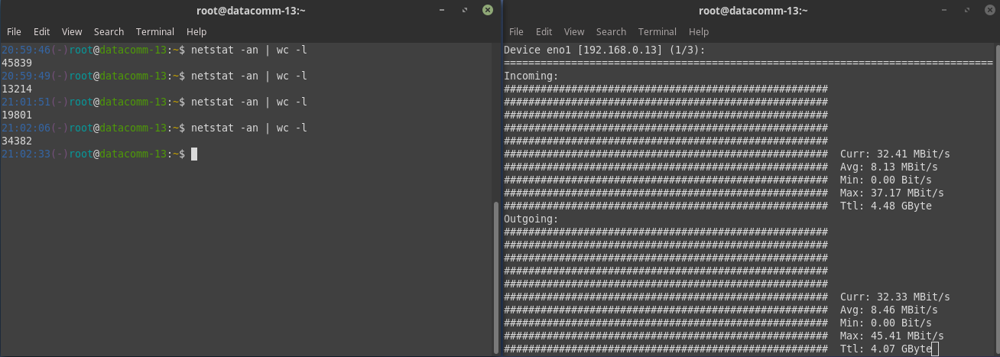 root@datacomm-13:~
File Edit View Search Terminal Help
20:59:46(-)root@datacomm-13:~$ netstat -an | wc -l
45839
20:59:49(-)root@datacomm-13:~$ netstat -an | wc -l
13214
21:01:51(-)root@datacomm-13:~$ netstat -an | wc -l
19801
21:02:06(-)root@datacomm-13:~$ netstat -an | wc -l
34382
21:02:33(-)root@datacomm-13:~$
root@datacomm-13:~
File Edit View Search Terminal Help
Device eno1 [192.168.0.13] (1/3):
================================================================================
Incoming:
#####################################################
#####################################################
#####################################################
#####################################################
#####################################################
##################################################### Curr: 32.41 MBit/s
##################################################### Avg: 8.13 MBit/s
##################################################### Min: 0.00 Bit/s
##################################################### Max: 37.17 MBit/s
##################################################### Ttl: 4.48 GByte
Outgoing:
#####################################################
#####################################################
#####################################################
#####################################################
#####################################################
##################################################### Curr: 32.33 MBit/s
##################################################### Avg: 8.46 MBit/s
##################################################### Min: 0.00 Bit/s
##################################################### Max: 45.41 MBit/s
##################################################### Ttl: 4.07 GByte